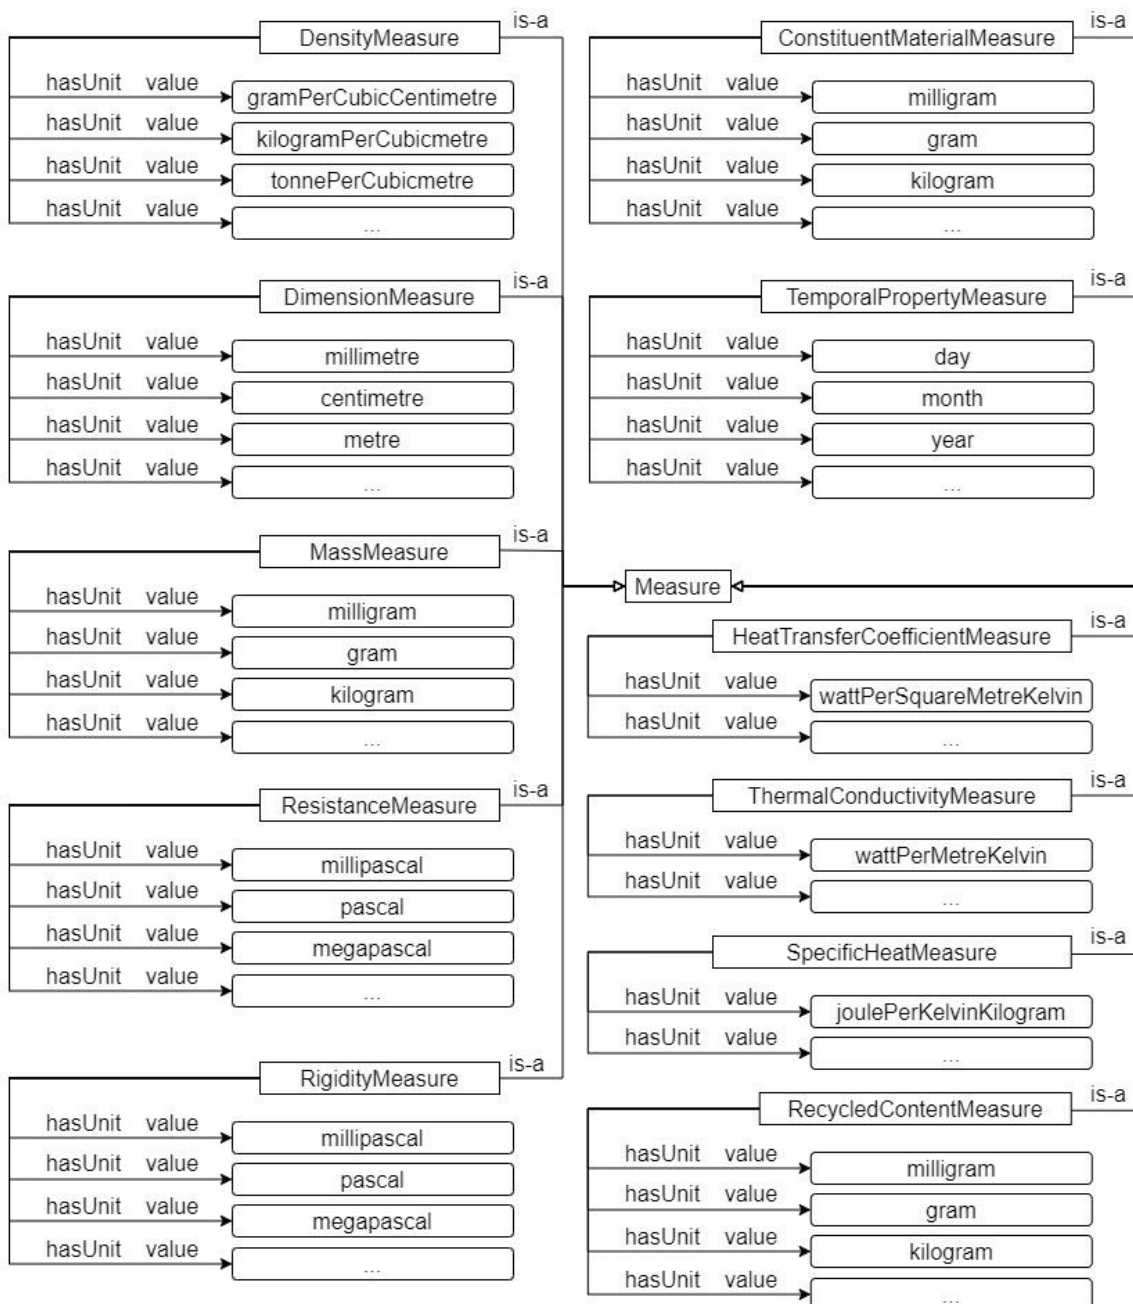 DensityMeasure is-a
hasUnit value
gramPerCubicCentimetre
hasUnit value
kilogramPerCubicmetre
hasUnit value
tonnePerCubicmetre
hasUnit value
...
DimensionMeasure is-a
hasUnit value
millimetre
hasUnit value
centimetre
hasUnit value
metre
hasUnit value
...
MassMeasure is-a
hasUnit value
milligram
hasUnit value
gram
hasUnit value
kilogram
hasUnit value
...
ResistanceMeasure is-a
hasUnit value
millipascal
hasUnit value
pascal
hasUnit value
megapascal
hasUnit value
...
RigidityMeasure is-a
hasUnit value
millipascal
hasUnit value
pascal
hasUnit value
megapascal
hasUnit value
...
ConstituentMaterialMeasure is-a
hasUnit value
milligram
hasUnit value
gram
hasUnit value
kilogram
hasUnit value
...
TemporalPropertyMeasure is-a
hasUnit value
day
hasUnit value
month
hasUnit value
year
hasUnit value
...
Measure
HeatTransferCoefficientMeasure is-a
hasUnit value
wattPerSquareMetreKelvin
hasUnit value
...
ThermalConductivityMeasure is-a
hasUnit value
wattPerMetreKelvin
hasUnit value
...
SpecificHeatMeasure is-a
hasUnit value
joulePerKelvinKilogram
hasUnit value
...
RecycledContentMeasure is-a
hasUnit value
milligram
hasUnit value
gram
hasUnit value
kilogram
hasUnit value
...